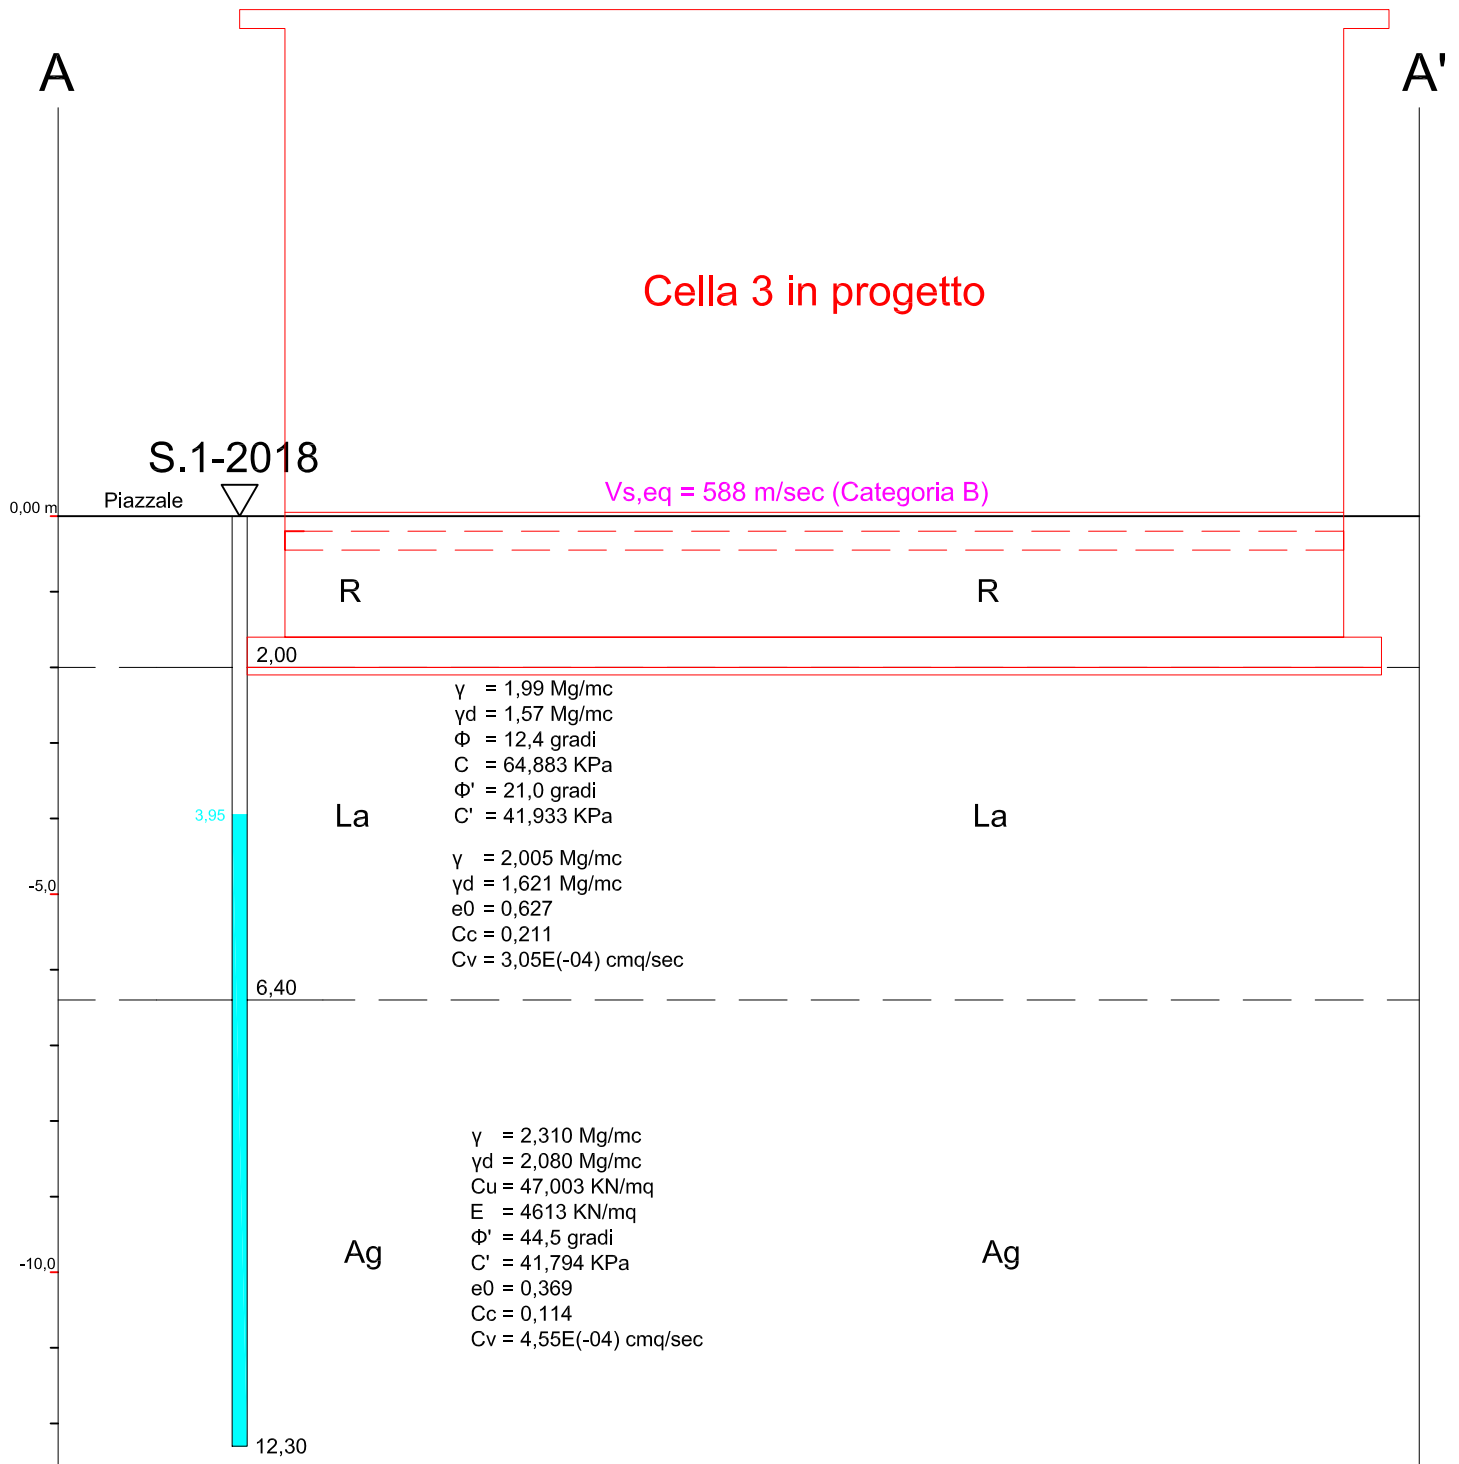 A
A'
Cella 3 in progetto
S.1-2018
Vs,eq = 588 m/sec (Categoria B)
Piazzale
0,00 m
R
R
2,00
γ = 1,99 Mg/mc
γd = 1,57 Mg/mc
Φ = 12,4 gradi
C = 64,883 KPa
Φ' = 21,0 gradi
C' = 41,933 KPa
3,95
La
La
γ = 2,005 Mg/mc
γd = 1,621 Mg/mc
e0 = 0,627
Cc = 0,211
Cv = 3,05E(-04) cmq/sec
-5,0
6,40
γ = 2,310 Mg/mc
γd = 2,080 Mg/mc
Cu = 47,003 KN/mq
E = 4613 KN/mq
Φ' = 44,5 gradi
C' = 41,794 KPa
e0 = 0,369
Cc = 0,114
Cv = 4,55E(-04) cmq/sec
Ag
Ag
-10,0
12,30